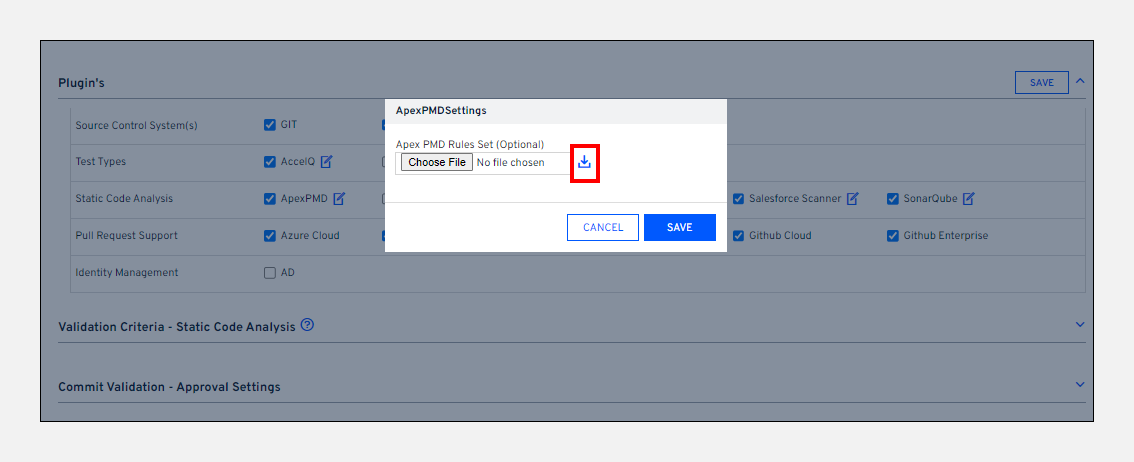 Plugin's
SAVE
ApexPMDSettings
Source Control System(s)
GIT
Apex PMD Rules Set (Optional)
Choose File No file chosen
Test Types
AccelQ
Static Code Analysis
ApexPMD
Salesforce Scanner
SonarQube
CANCEL
SAVE
Pull Request Support
Azure Cloud
Github Cloud
Github Enterprise
Identity Management
AD
Validation Criteria - Static Code Analysis ?
Commit Validation - Approval Settings